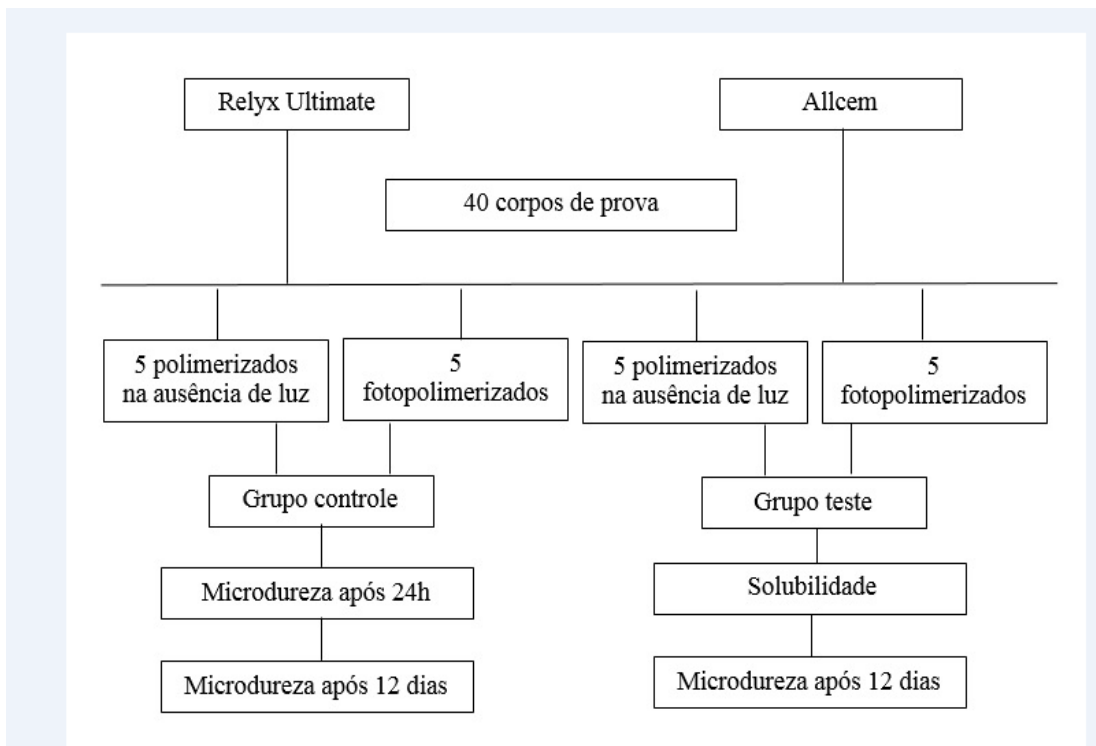 Relyx Ultimate
Allcem
40 corpos de prova
5 polimerizados
na ausência de luz
5
fotopolimerizados
5 polimerizados
na ausência de luz
5
fotopolimerizados
Grupo controle
Grupo teste
Microdureza após 24h
Solubilidade
Microdureza após 12 dias
Microdureza após 12 dias